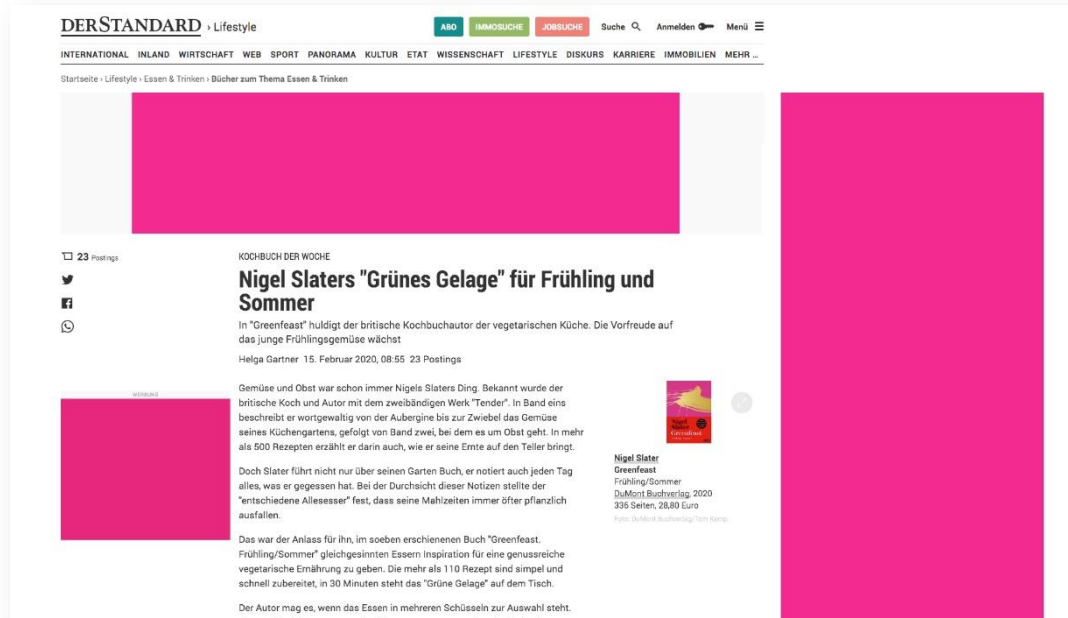 DERSTANDARD › Lifestyle
ABO
IMMOSUCHE
JOBSUCHE
Suche
Anmelden
Menü
INTERNATIONAL INLAND WIRTSCHAFT WEB SPORT PANORAMA KULTUR ETAT WISSENSCHAFT LIFESTYLE DISKURS KARRIERE IMMOBILIEN MEHR ...
Startseite › Lifestyle › Essen & Trinken › Bücher zum Thema Essen & Trinken
23 Postings
KOCHBUCH DER WOCHE
Nigel Slaters "Grünes Gelage" für Frühling und
Sommer
In "Greenfeast" huldigt der britische Kochbuchautor der vegetarischen Küche. Die Vorfreude auf
das junge Frühlingsgemüse wächst
Helga Gartner 15. Februar 2020, 08:55 23 Postings
WERBUNG
Gemüse und Obst war schon immer Nigels Slaters Ding. Bekannt wurde der
britische Koch und Autor mit dem zweibändigen Werk "Tender". In Band eins
beschreibt er wortgewaltig von der Aubergine bis zur Zwiebel das Gemüse
seines Küchengartens, gefolgt von Band zwei, bei dem es um Obst geht. In mehr
als 500 Rezepten erzählt er darin auch, wie er seine Ernte auf den Teller bringt.
Doch Slater führt nicht nur über seinen Garten Buch, er notiert auch jeden Tag
alles, was er gegessen hat. Bei der Durchsicht dieser Notizen stellte der
"entschiedene Allesesser" fest, dass seine Mahlzeiten immer öfter pflanzlich
ausfallen.
Das war der Anlass für ihn, im soeben erschienenen Buch "Greenfeast.
Frühling/Sommer" gleichgesinnten Essern Inspiration für eine genussreiche
vegetarische Ernährung zu geben. Die mehr als 110 Rezept sind simpel und
schnell zubereitet, in 30 Minuten steht das "Grüne Gelage" auf dem Tisch.
Der Autor mag es, wenn das Essen in mehreren Schüsseln zur Auswahl steht.
Nigel
Slater
Greenfeast
Nigel Slater
Greenfeast
Frühling/Sommer
DuMont Buchverlag, 2020
336 Seiten, 28,80 Euro
Foto: DuMont Buchverlag/Tom Kemp